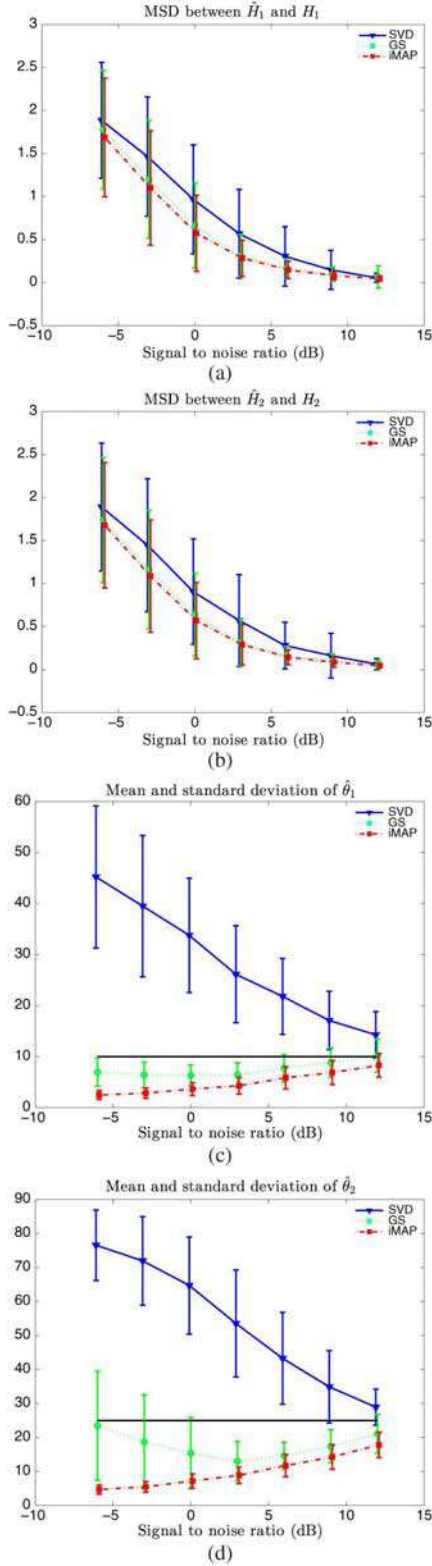 MSD between Ĥ₁ and H₁
SVD
GS
iMAP
3
2.5
2
1.5
1
0.5
0
−0.5
−10 −5 0 5 10 15
Signal to noise ratio (dB)
(a)
MSD between Ĥ₂ and H₂
SVD
GS
iMAP
3
2.5
2
1.5
1
0.5
0
−0.5
−10 −5 0 5 10 15
Signal to noise ratio (dB)
(b)
Mean and standard deviation of θ̂₁
SVD
GS
iMAP
60
50
40
30
20
10
0
−10 −5 0 5 10 15
Signal to noise ratio (dB)
(c)
Mean and standard deviation of θ̂₂
SVD
GS
iMAP
90
80
70
60
50
40
30
20
10
0
−10 −5 0 5 10 15
Signal to noise ratio (dB)
(d)